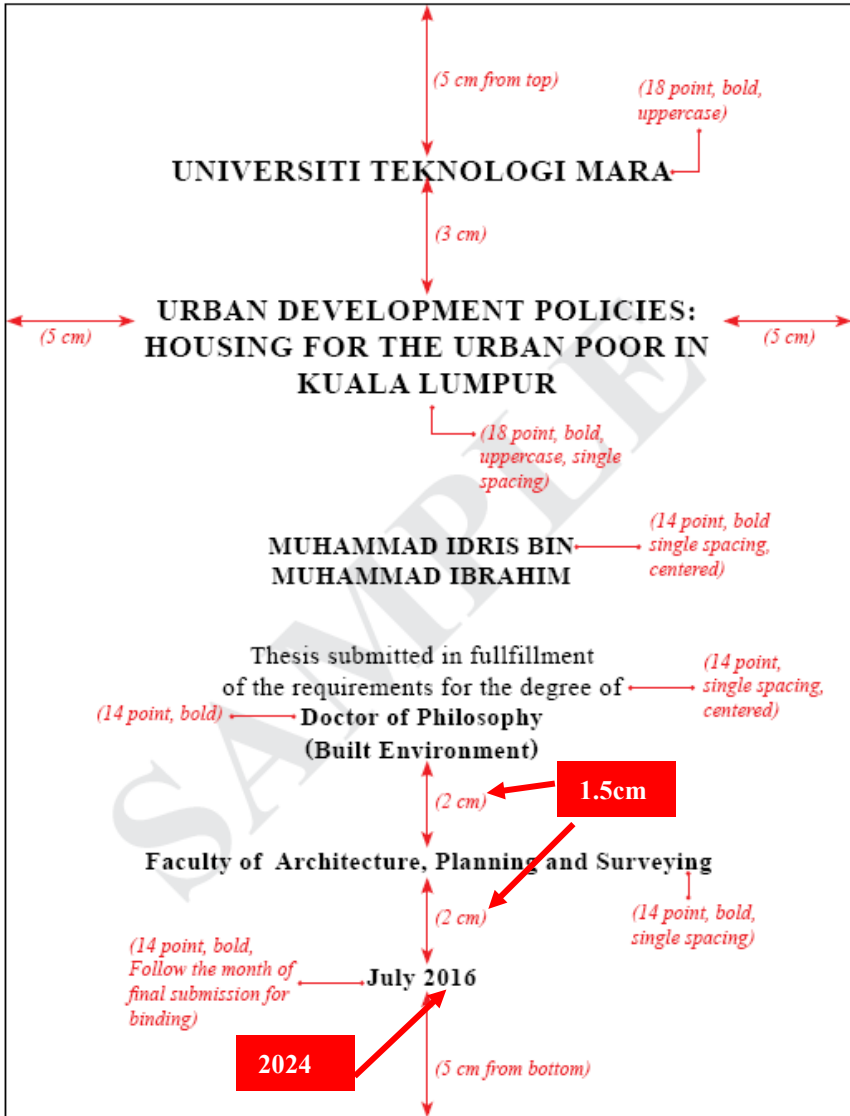 (5 cm from top)
(18 point, bold,
uppercase)
UNIVERSITI TEKNOLOGI MARA
(3 cm)
URBAN DEVELOPMENT POLICIES:
(5 cm)
(5 cm)
HOUSING FOR THE URBAN POOR IN
KUALA LUMPUR
(18 point, bold,
uppercase, single
spacing)
MUHAMMAD IDRIS BIN
MUHAMMAD IBRAHIM
(14 point, bold
single spacing,
centered)
Thesis submitted in fullfillment
of the requirements for the degree of
(14 point,
single spacing,
centered)
(14 point, bold)
Doctor of Philosophy
(Built Environment)
(2 cm)
1.5cm
Faculty of Architecture, Planning and Surveying
(2 cm)
(14 point, bold,
single spacing)
(14 point, bold,
Follow the month of
final submission for
binding)
July 2016
2024
(5 cm from bottom)
SAMPLE